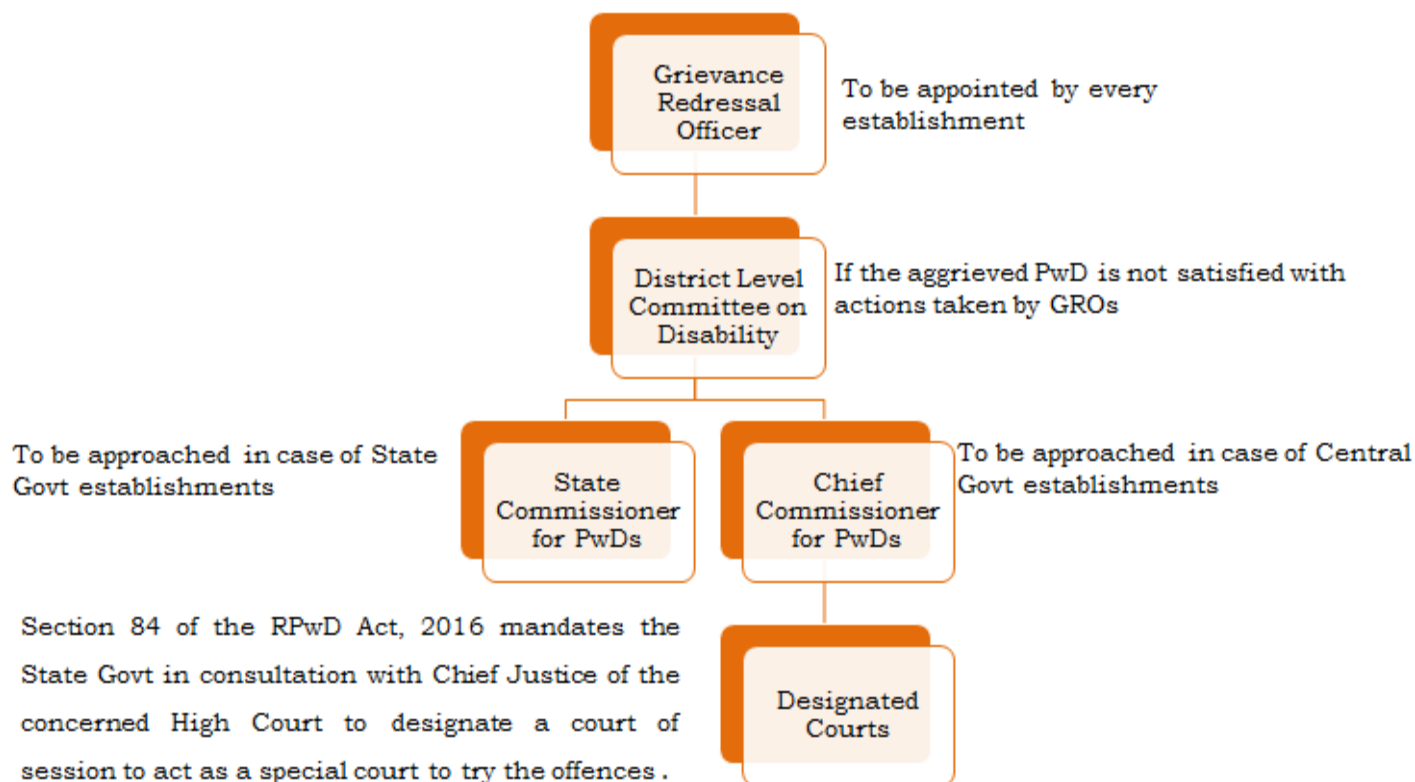 Grievance
Redressal
Officer
To be appointed by every
establishment
District Level
Committee on
Disability
If the aggrieved PwD is not satisfied with
actions taken by GROs
To be approached in case of State
Govt establishments
State
Commissioner
for PwDs
Chief
Commissioner
for PwDs
To be approached in case of Central
Govt establishments
Section 84 of the RPwD Act, 2016 mandates the
State Govt in consultation with Chief Justice of the
concerned High Court to designate a court of
session to act as a special court to try the offences .
Designated
Courts